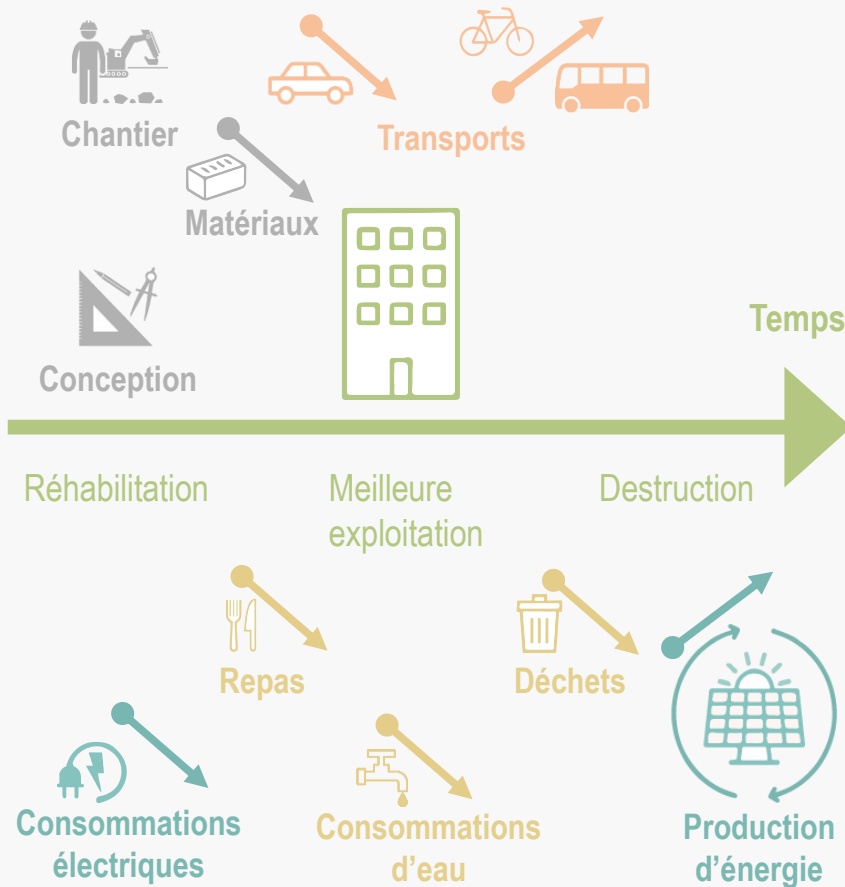 Chantier
Transports
Matériaux
Temps
Conception
Réhabilitation
Meilleure
exploitation
Destruction
Repas
Déchets
Consommations
électriques
Consommations
d'eau
Production
d'énergie